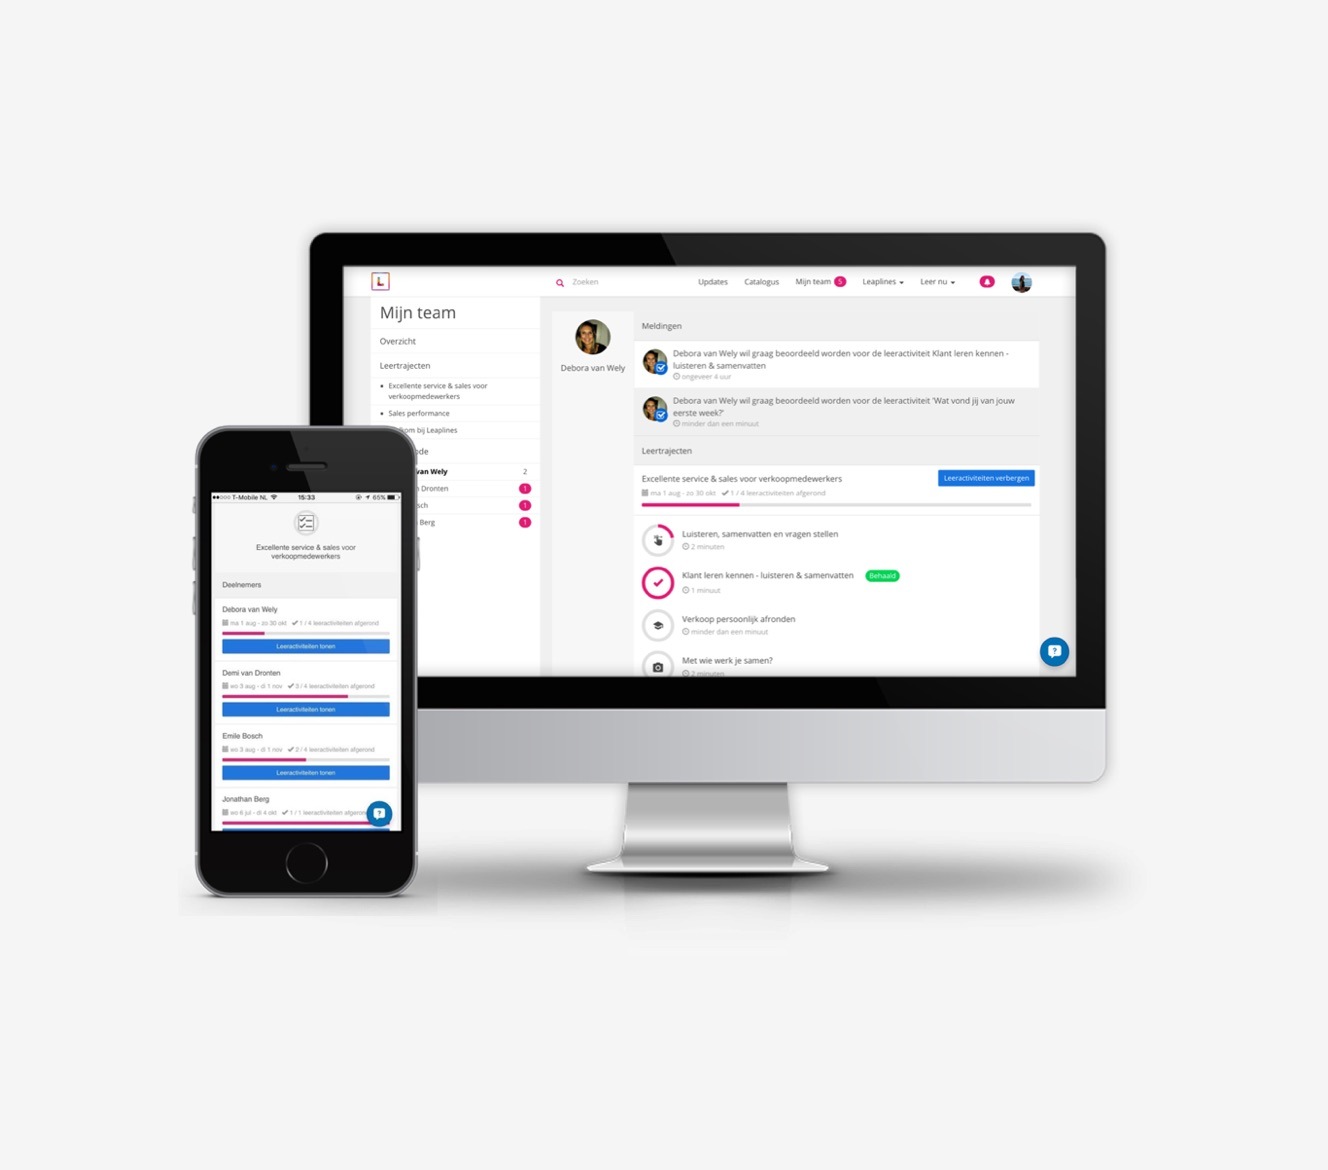 L
Zoeken
Updates
Catalogus
Mijn team 5
Leaplines
Leer nu
Mijn team
Overzicht
Leertrajecten
Excellente service & sales voor
verkoopmedewerkers
Sales performance
kom bij Leaplines
de
van Wely 2
n Dronten 1
sch 1
Berg 1
Debora van Wely
Meldingen
Debora van Wely wil graag beoordeeld worden voor de leeractiviteit Klant leren kennen -
luisteren & samenvatten
ongeveer 4 uur
Debora van Wely wil graag beoordeeld worden voor de leeractiviteit 'Wat vond jij van jouw
eerste week?'
minder dan een minuut
Leertrajecten
Excellente service & sales voor verkoopmedewerkers
Leeractiviteiten verbergen
ma 1 aug - zo 30 okt 1 / 4 leeractiviteiten afgerond
Luisteren, samenvatten en vragen stellen
2 minuten
Klant leren kennen - luisteren & samenvatten Behaald
1 minuut
Verkoop persoonlijk afronden
minder dan een minuut
Met wie werk je samen?
2 minuten
T-Mobile NL 15:33 65%
Excellente service & sales voor
verkoopmedewerkers
Deelnemers
Debora van Wely
ma 1 aug - zo 30 okt 1 / 4 leeractiviteiten afgerond
Leeractiviteiten tonen
Demi van Dronten
wo 3 aug - di 1 nov 3 / 4 leeractiviteiten afgerond
Leeractiviteiten tonen
Emile Bosch
wo 3 aug - di 1 nov 2 / 4 leeractiviteiten afgerond
Leeractiviteiten tonen
Jonathan Berg
wo 6 jul - di 4 okt 1 / 1 leeractiviteiten afgeron